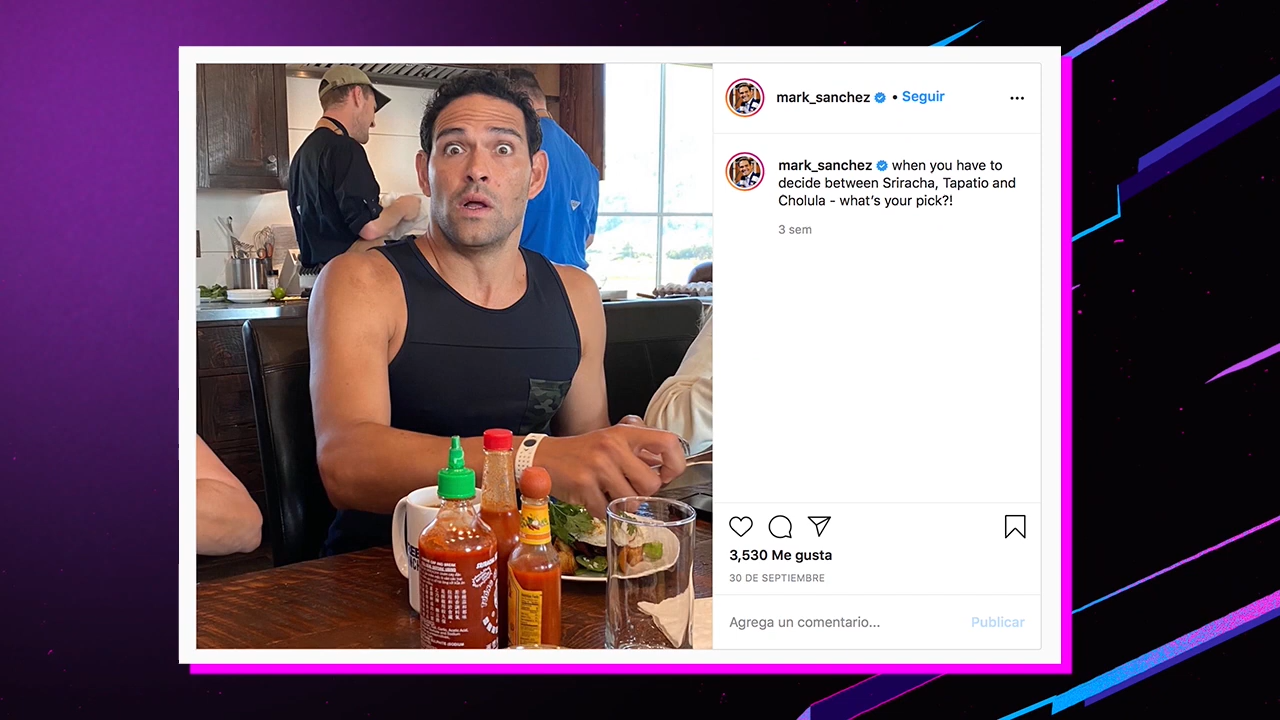 mark_sanchez • Seguir
mark_sanchez when you have to
decide between Sriracha, Tapatio and
Cholula - what's your pick?!
3 sem
3,530 Me gusta
30 DE SEPTIEMBRE
Agrega un comentario... Publicar